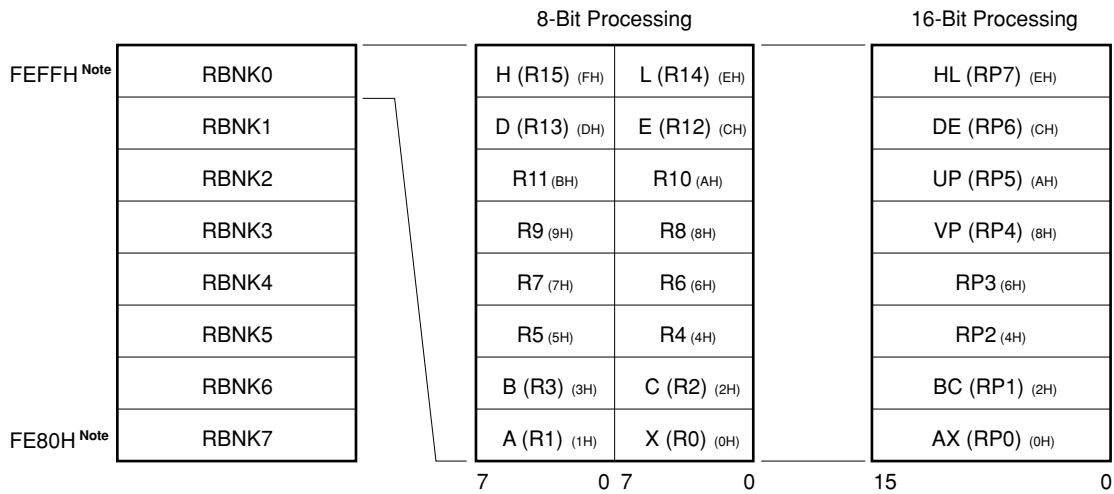 8-Bit Processing 16-Bit Processing
FEFFH Note RBNK0 H (R15) (FH) L (R14) (EH) HL (RP7) (EH)
RBNK1 D (R13) (DH) E (R12) (CH) DE (RP6) (CH)
RBNK2 R11 (BH) R10 (AH) UP (RP5) (AH)
RBNK3 R9 (9H) R8 (8H) VP (RP4) (8H)
RBNK4 R7 (7H) R6 (6H) RP3 (6H)
RBNK5 R5 (5H) R4 (4H) RP2 (4H)
RBNK6 B (R3) (3H) C (R2) (2H) BC (RP1) (2H)
FE80H Note RBNK7 A (R1) (1H) X (R0) (0H) AX (RP0) (0H)
7 0 7 0 15 0